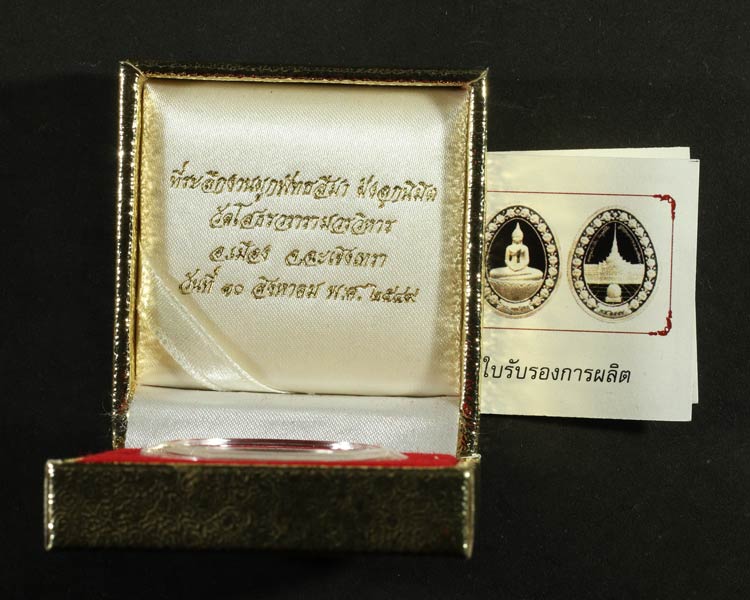 ที่ระลึกงานผูกพัทธสีมา ฝังลูกนิมิต
วัดโสธรวรารามวรวิหาร
อ.เมือง จ.ฉะเชิงเทรา
วันที่ ๑๐ สิงหาคม พ.ศ. ๒๕๔๙
ใบรับรองการผลิต